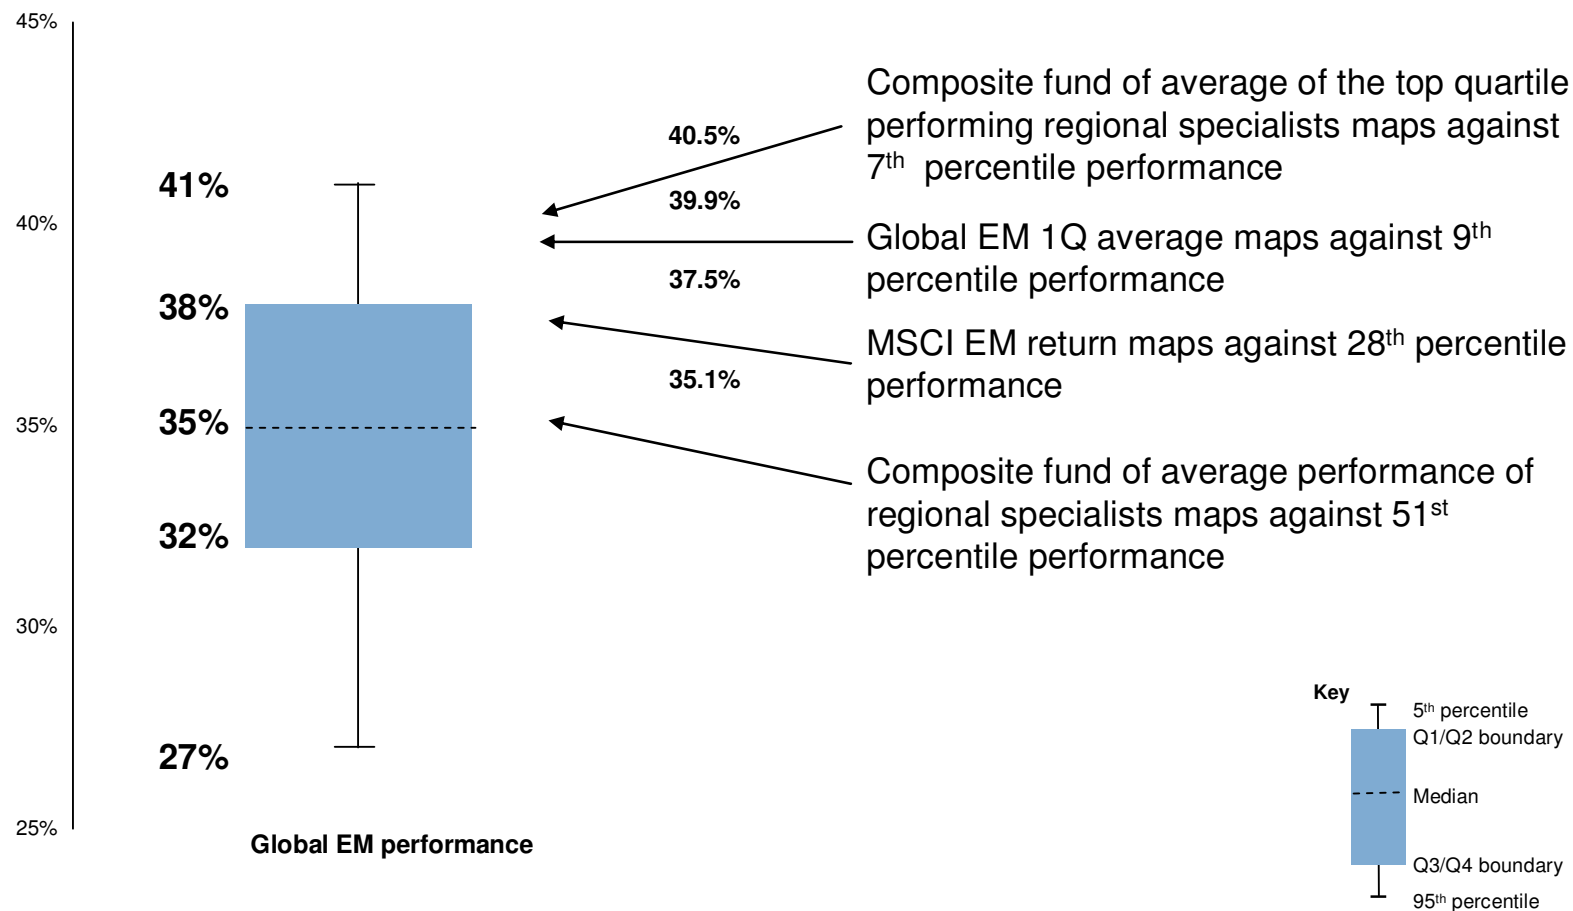 45%
40%
35%
30%
25%
41%
38%
35%
32%
27%
Global EM performance
40.5%
39.9%
37.5%
35.1%
Composite fund of average of the top quartile
performing regional specialists maps against
7th percentile performance
Global EM 1Q average maps against 9th
percentile performance
MSCI EM return maps against 28th percentile
performance
Composite fund of average performance of
regional specialists maps against 51st
percentile performance
Key
5th percentile
Q1/Q2 boundary
Median
Q3/Q4 boundary
95th percentile